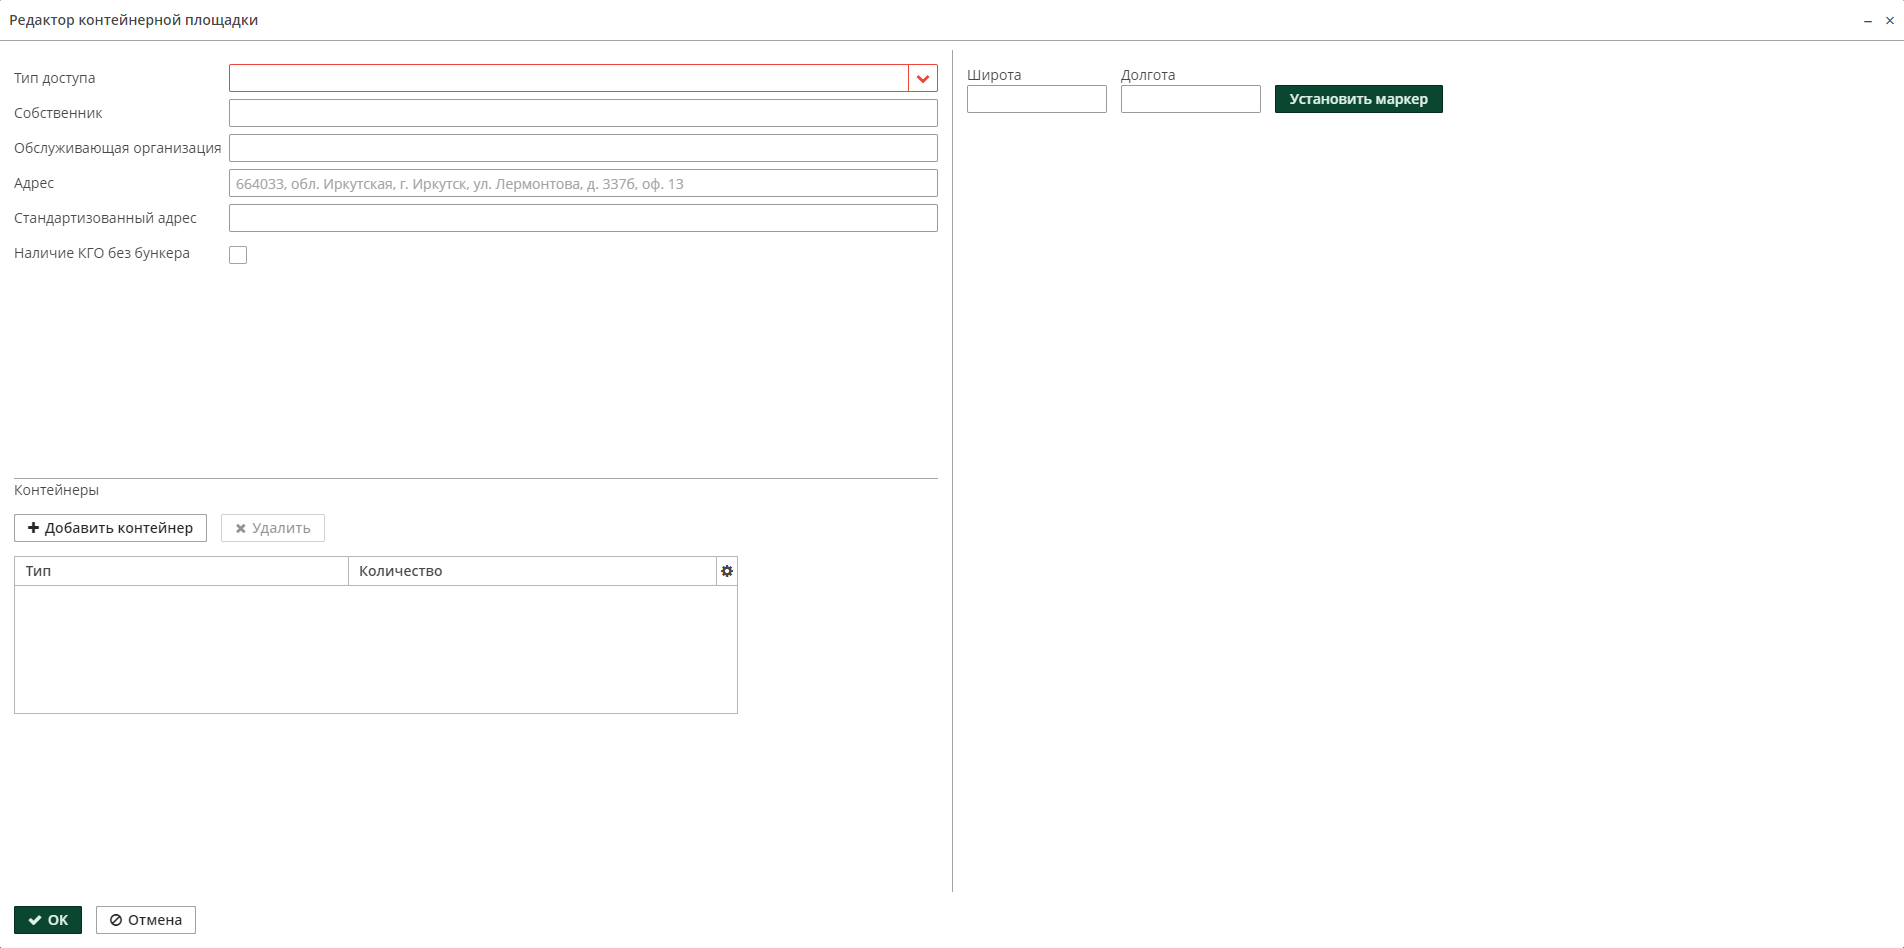 Редактор контейнерной площадки
Тип доступа
Собственник
Обслуживающая организация
Адрес
664033, обл. Иркутская, г. Иркутск, ул. Лермонтова, д. 337б, оф. 13
Стандартизованный адрес
Наличие КГО без бункера
Контейнеры
Добавить контейнер
Удалить
Тип
Количество
OK
Отмена
Широта
Долгота
Установить маркер